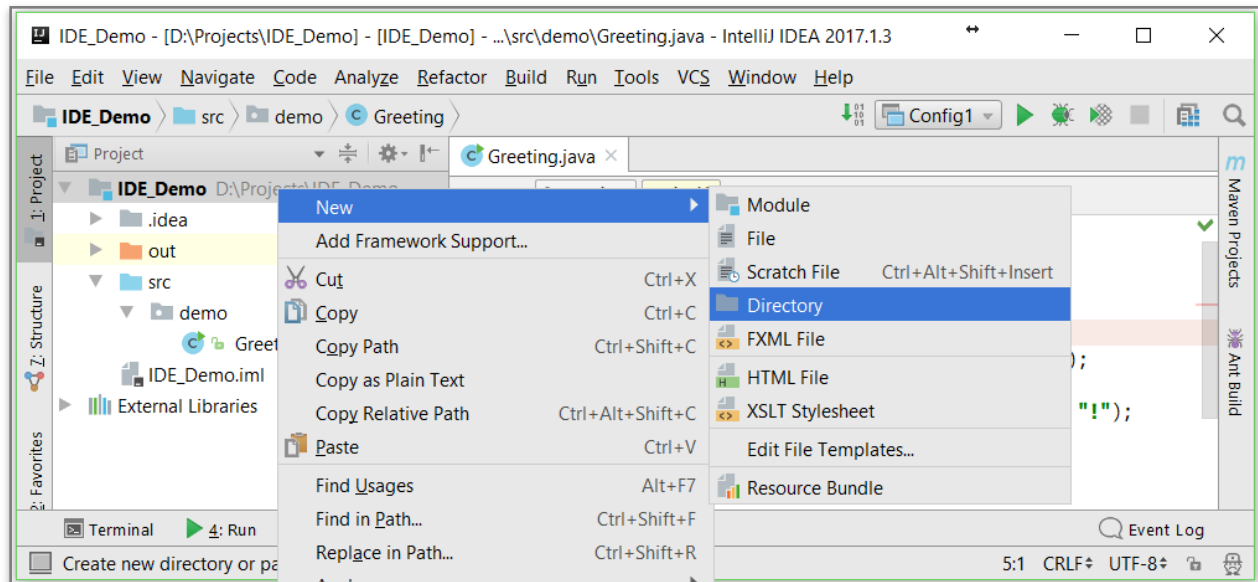 IDE_Demo - [D:\Projects\IDE_Demo] - [IDE_Demo] - ...\src\demo\Greeting.java - IntelliJ IDEA 2017.1.3
File Edit View Navigate Code Analyze Refactor Build Run Tools VCS Window Help
IDE_Demo src demo Greeting
Config1
Project
Greeting.java
1: Project
Z: Structure
2: Favorites
IDE_Demo D:\Projects\IDE_Demo
.idea
out
src
demo
Greet
IDE_Demo.iml
External Libraries
New
Add Framework Support...
Cut Ctrl+X
Copy Ctrl+C
Copy Path Ctrl+Shift+C
Copy as Plain Text
Copy Relative Path Ctrl+Alt+Shift+C
Paste Ctrl+V
Find Usages Alt+F7
Find in Path... Ctrl+Shift+F
Replace in Path... Ctrl+Shift+R
Module
File
Scratch File Ctrl+Alt+Shift+Insert
Directory
FXML File
HTML File
XSLT Stylesheet
Edit File Templates...
Resource Bundle
);
"!");
Maven Projects
Ant Build
Terminal 4: Run
Event Log
Create new directory or pa
5:1 CRLF UTF-8